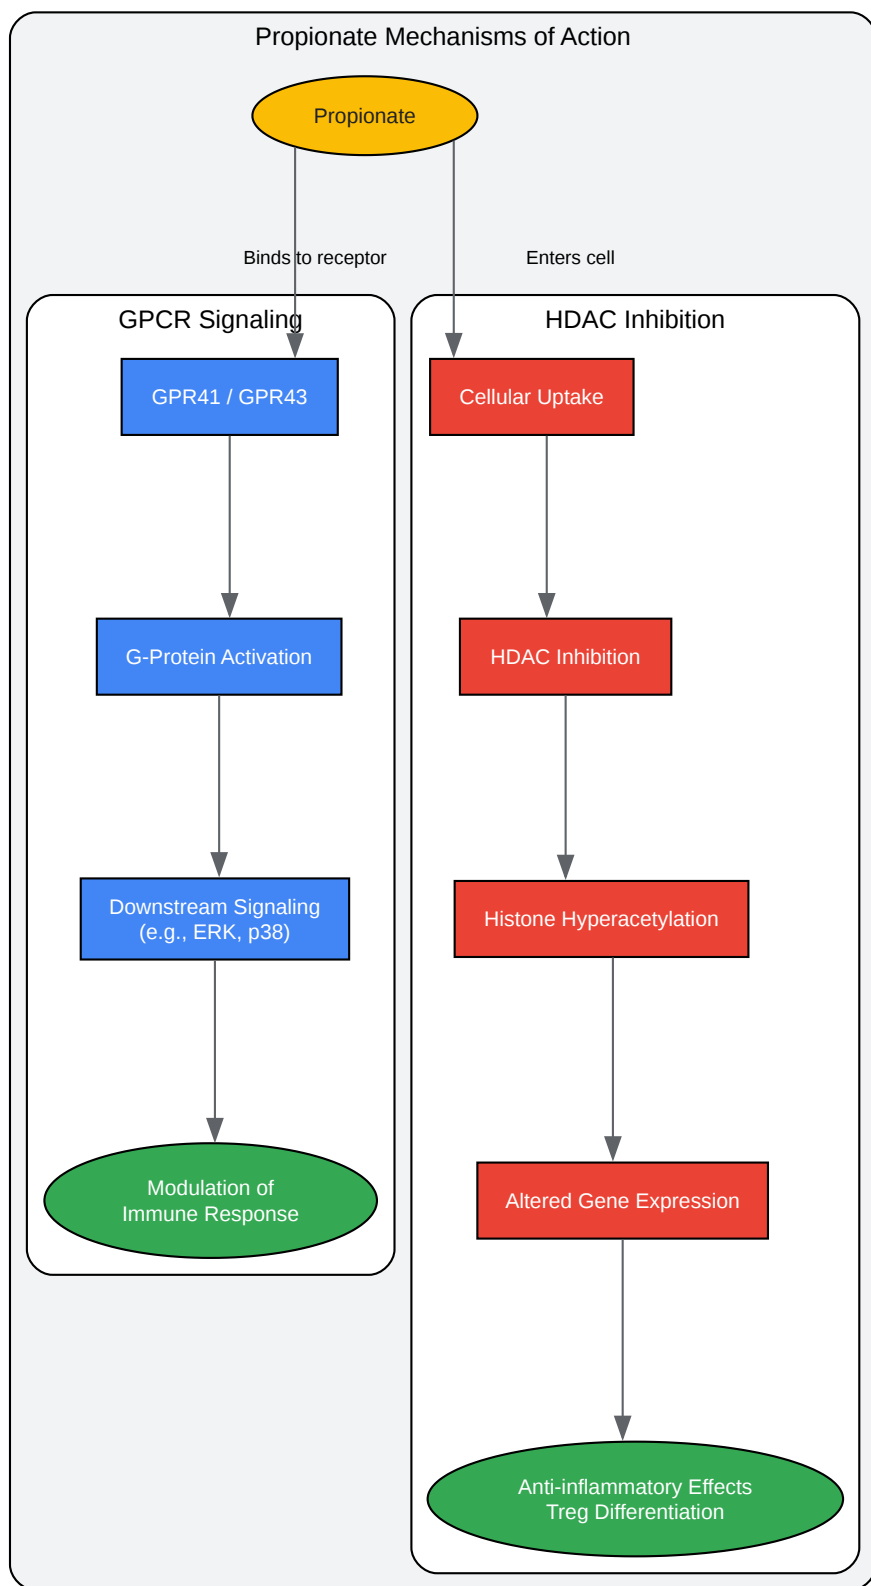 Propionate Mechanisms of Action
Propionate
Binds to receptor
Enters cell
GPCR Signaling
GPR41 / GPR43
G-Protein Activation
Downstream Signaling
(e.g., ERK, p38)
Modulation of
Immune Response
HDAC Inhibition
Cellular Uptake
HDAC Inhibition
Histone Hyperacetylation
Altered Gene Expression
Anti-inflammatory Effects
Treg Differentiation